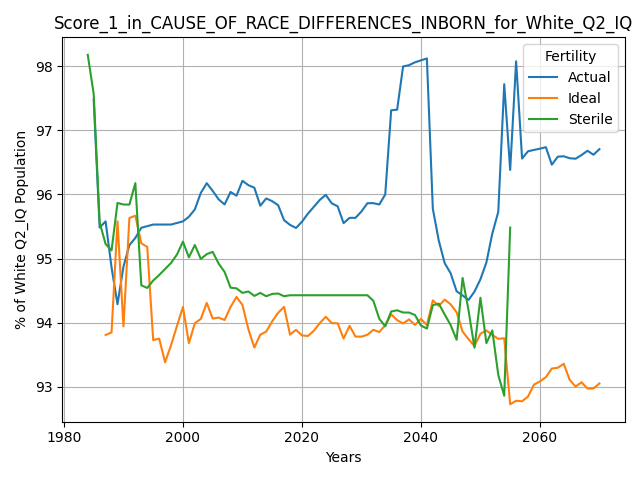 Score_1_in_CAUSE_OF_RACE_DIFFERENCES_INBORN_for_White_Q2_IQ
% of White Q2_IQ Population
98
97
96
95
94
93
Fertility
Actual
Ideal
Sterile
1980
2000
2020
2040
2060
Years